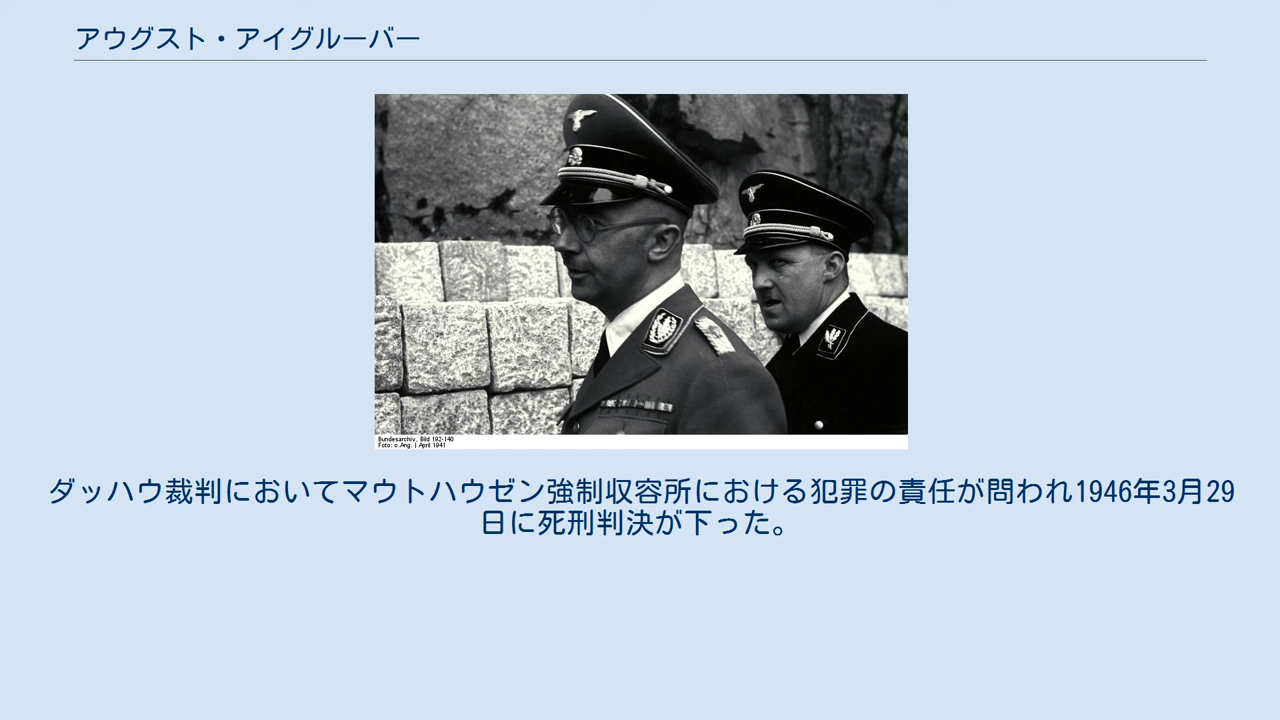 アウグスト・アイグルーバー
Bundesarchiv, Bild 192-140
Foto: o.Ang. | April 1941
ダッハウ裁判においてマウトハウゼン強制収容所における犯罪の責任が問われ1946年3月29
日に死刑判決が下った。